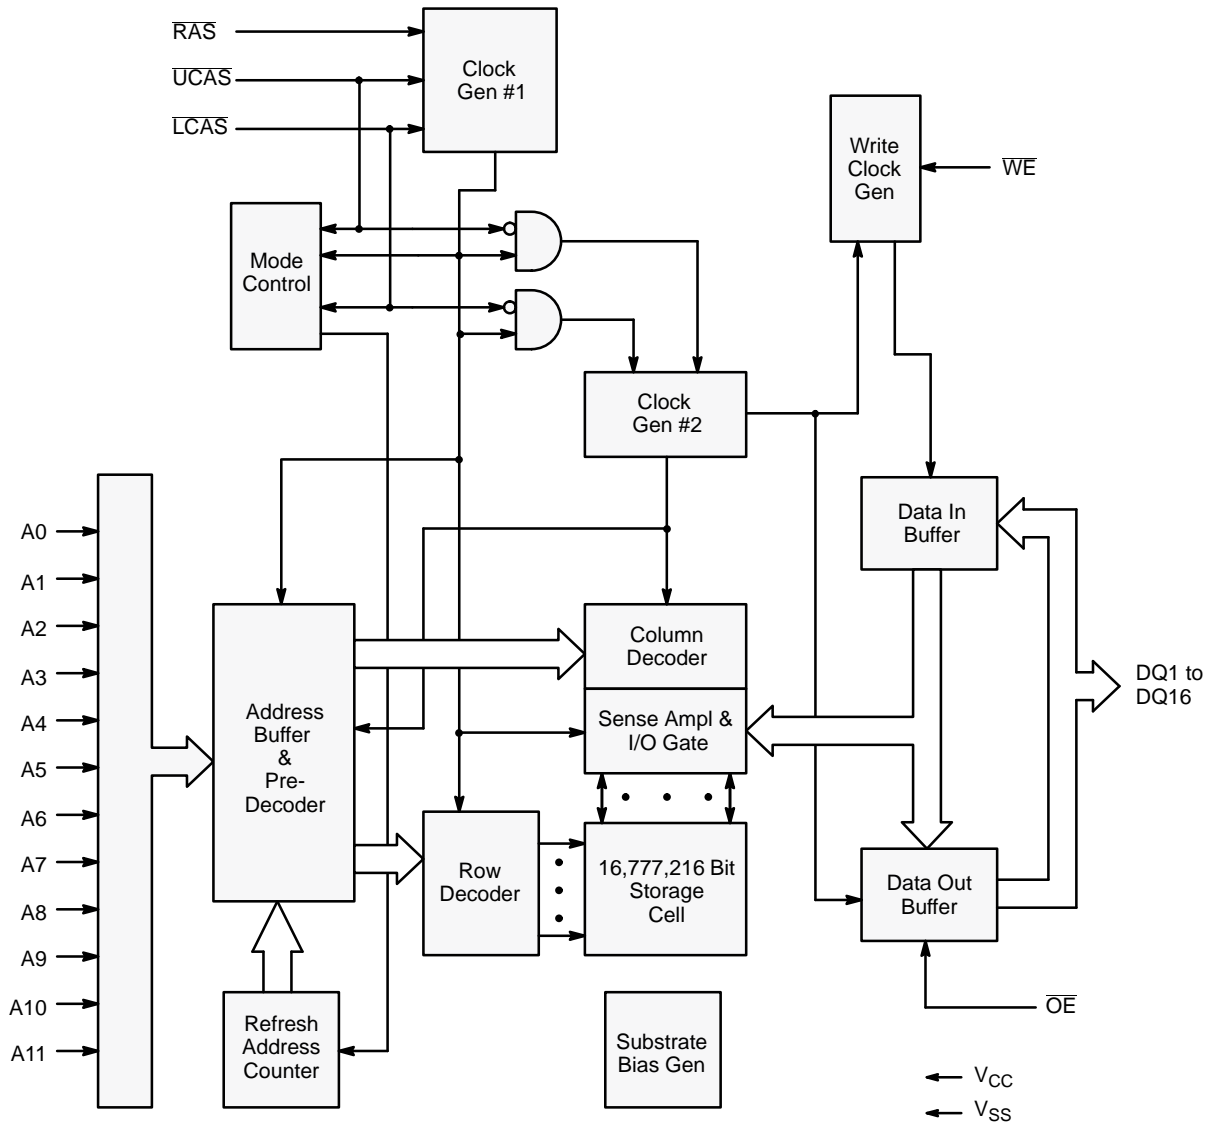 RAS
UCAS
LCAS
Clock
Gen #1
Write
Clock
Gen
WE
Mode
Control
Clock
Gen #2
A0
A1
A2
A3
A4
A5
A6
A7
A8
A9
A10
A11
Address
Buffer
&
Pre-
Decoder
Column
Decoder
Sense Ampl &
I/O Gate
Data In
Buffer
DQ1 to
DQ16
Row
Decoder
16,777,216 Bit
Storage
Cell
Data Out
Buffer
Refresh
Address
Counter
Substrate
Bias Gen
OE
VCC
VSS